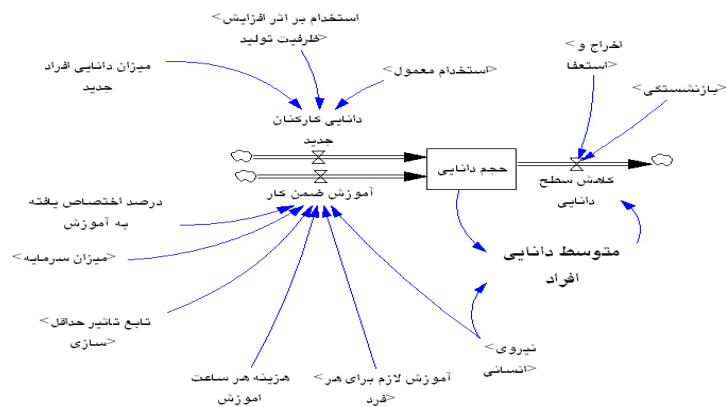 <استخدام بر اثر افزایش
ظرفیت تولید>
میزان دانایی افراد
جدید
<استخدام معمول>
<اخراج و
استعفا>
<بازنشستگی>
دانایی کارکنان
جدید
حجم دانایی
آموزش ضمن کار
کاهش سطح
دانایی
درصد اختصاص یافته
به آموزش
<میزان سرمایه>
متوسط دانایی
افراد
<تابع تاثیر حداقل
سازی>
<نیروی
انسانی>
هزینه هر ساعت
اموزش
<آموزش لازم برای هر
فرد>